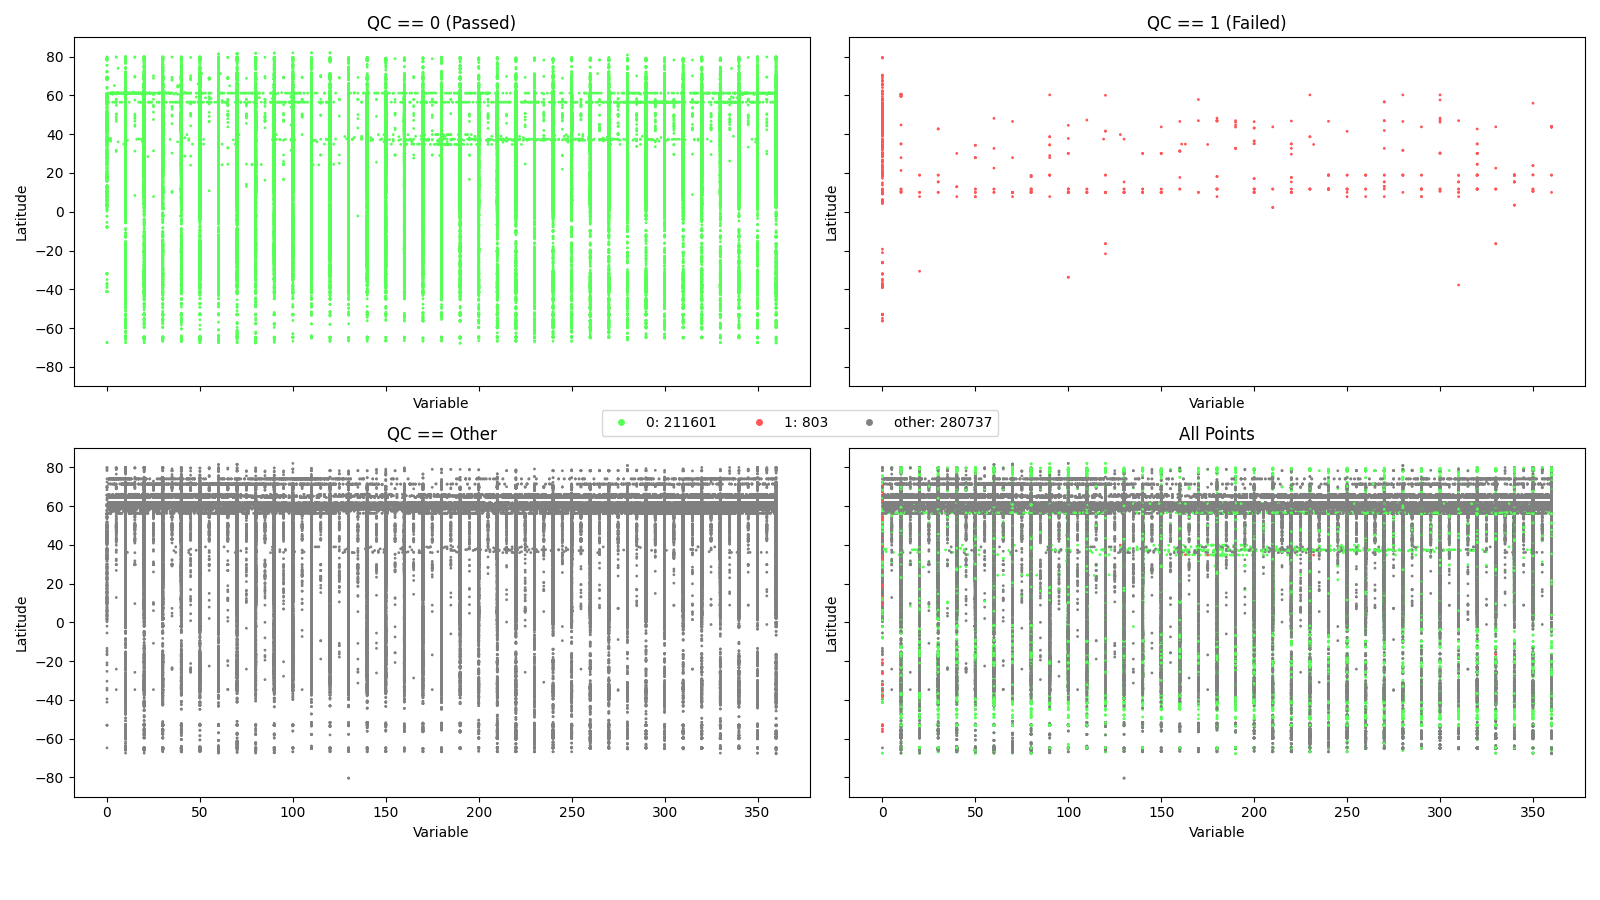 QC == 0 (Passed)
QC == 1 (Failed)
Latitude
80
60
40
20
0
−20
−40
−60
−80
Variable
Latitude
Variable
0: 211601
1: 803
other: 280737
QC == Other
All Points
Latitude
80
60
40
20
0
−20
−40
−60
−80
0
50
100
150
200
250
300
350
Variable
Latitude
0
50
100
150
200
250
300
350
Variable